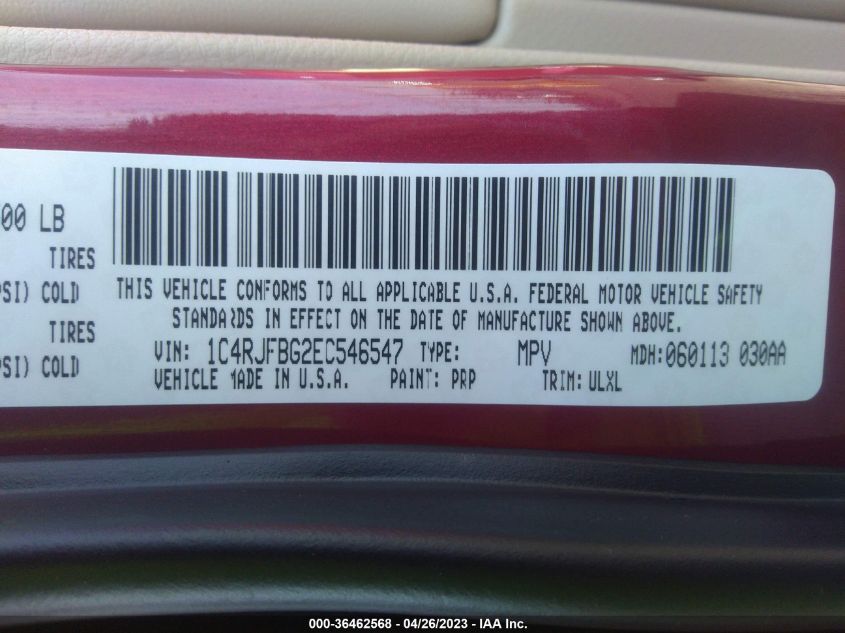 00 LB
TIRES
PSI) COLD
TIRES
PSI) COLD
THIS VEHICLE CONFORMS TO ALL APPLICABLE U.S.A. FEDERAL MOTOR VEHICLE SAFETY
STANDARDS IN EFFECT ON THE DATE OF MANUFACTURE SHOWN ABOVE.
VIN: 1C4RJFBG2EC546547 TYPE: MPV MDH:060113 030AA
VEHICLE MADE IN U.S.A. PAINT: PRP TRIM: ULXL
000-36462568 - 04/26/2023 - IAA Inc.